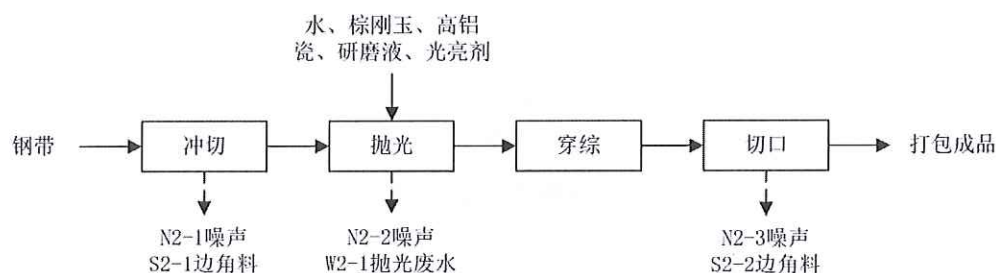 水、棕刚玉、高铝
瓷、研磨液、光亮剂
钢带
冲切
抛光
穿综
切口
打包成品
N2-1噪声
S2-1边角料
N2-2噪声
W2-1抛光废水
N2-3噪声
S2-2边角料